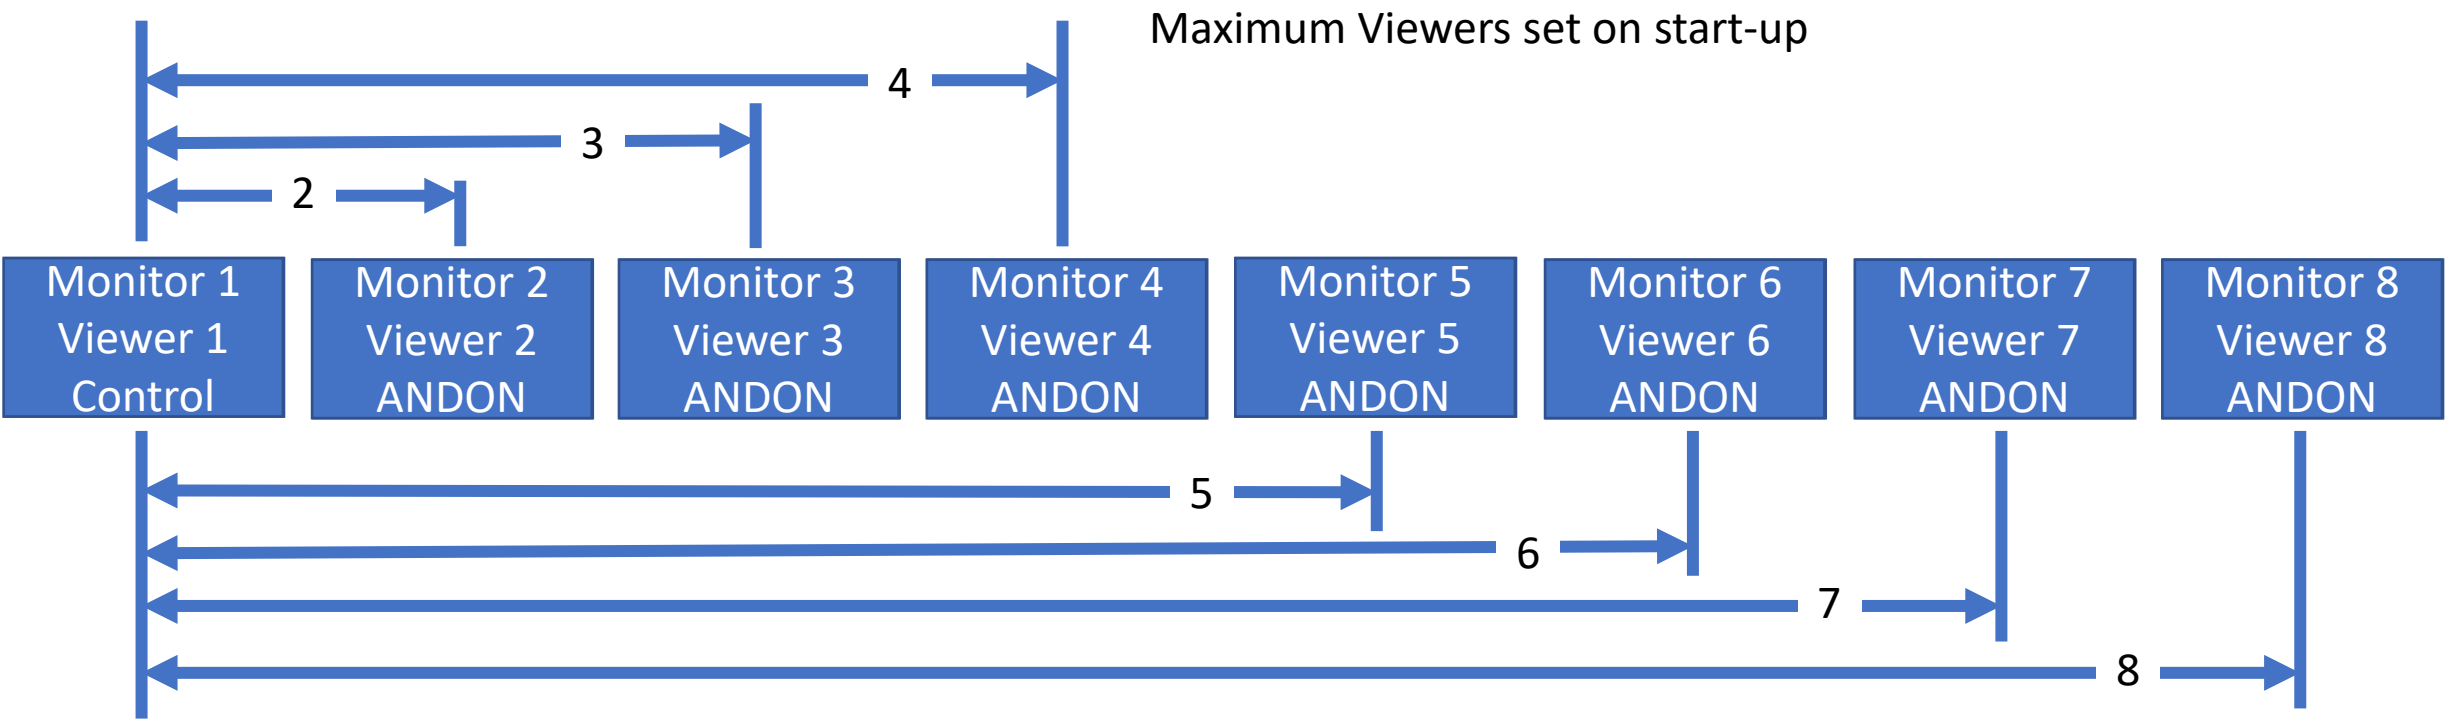 Maximum Viewers set on start-up
4
3
2
Monitor 1
Viewer 1
Control
Monitor 2
Viewer 2
ANDON
Monitor 3
Viewer 3
ANDON
Monitor 4
Viewer 4
ANDON
Monitor 5
Viewer 5
ANDON
Monitor 6
Viewer 6
ANDON
Monitor 7
Viewer 7
ANDON
Monitor 8
Viewer 8
ANDON
5
6
7
8